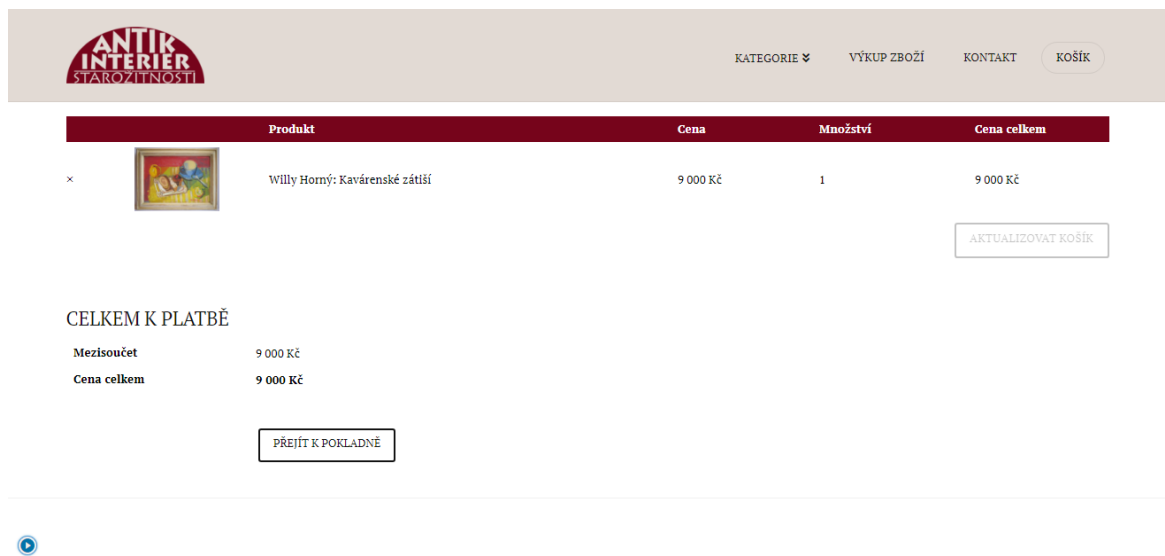 ANTIK
INTERIÉR
STAROŽITNOSTI
KATEGORIE VÝKUP ZBOŽÍ KONTAKT KOŠÍK
Produkt Cena Množství Cena celkem
× Willy Horný: Kavárenské zátiší 9 000 Kč 1 9 000 Kč
AKTUALIZOVAT KOŠÍK
CELKEM K PLATBĚ
Mezisoučet 9 000 Kč
Cena celkem 9 000 Kč
PŘEJÍT K POKLADNĚ